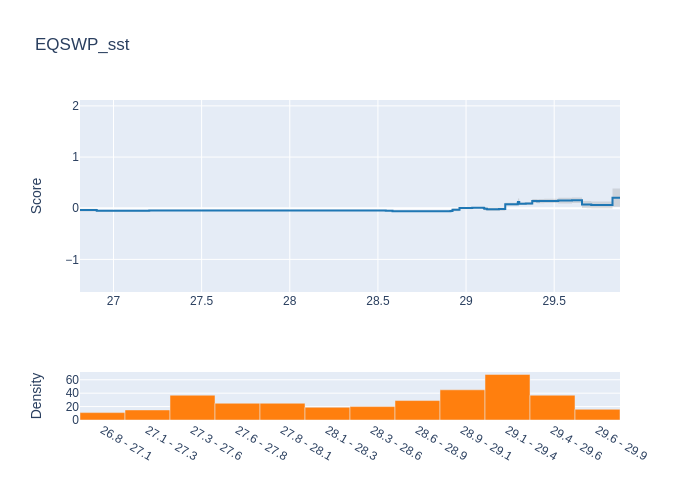 EQSWP_sst
2
1
0
−1
Score
27
27.5
28
28.5
29
29.5
60
40
20
0
Density
26.8 - 27.1
27.1 - 27.3
27.3 - 27.6
27.6 - 27.8
27.8 - 28.1
28.1 - 28.3
28.3 - 28.6
28.6 - 28.9
28.9 - 29.1
29.1 - 29.4
29.4 - 29.6
29.6 - 29.9